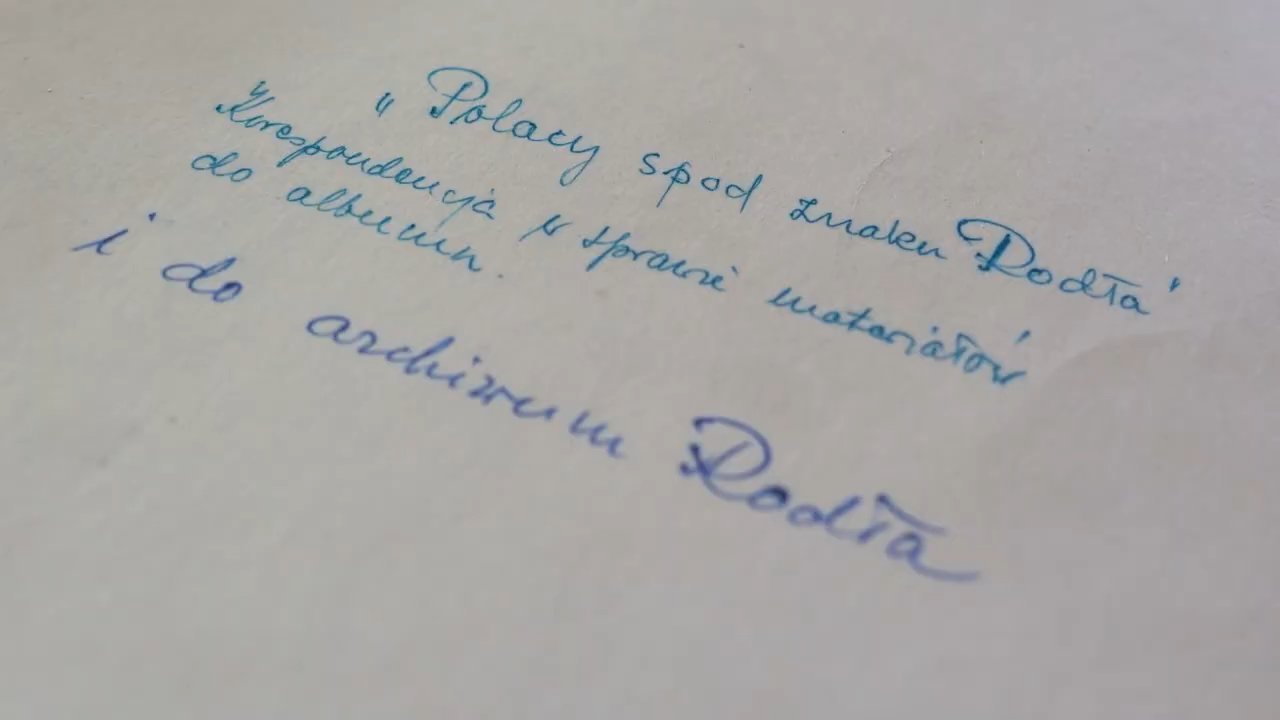 " Polacy spod znaku Rodła "
Korespondencja w sprawie materiałów
do albumu.
i do archiwum Rodła